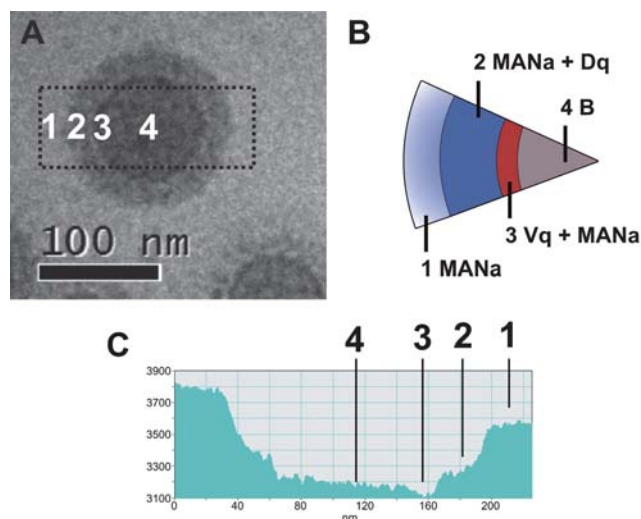 A
1 2 3 4
100 nm
B
2 MANa + Dq
4 B
3 Vq + MANa
1 MANa
C
4 3 2 1
3900
3700
3500
3300
3100
0 40 80 120 160 200
nm